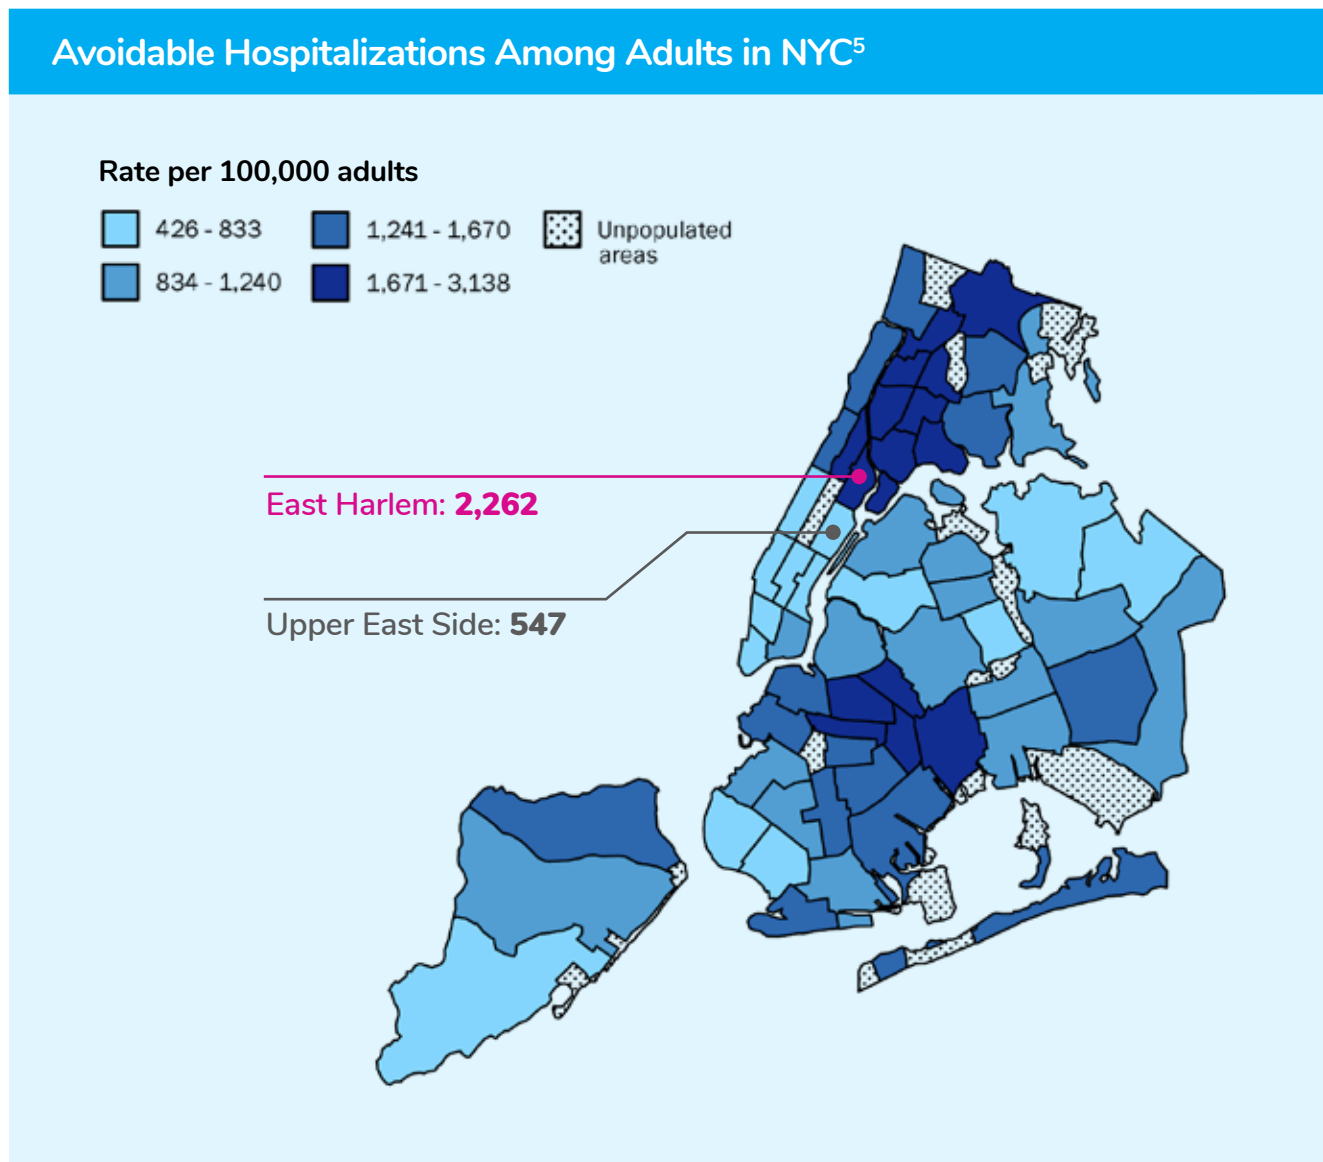 Avoidable Hospitalizations Among Adults in NYC5
Rate per 100,000 adults
426 - 833
1,241 - 1,670
Unpopulated
areas
834 - 1,240
1,671 - 3,138
East Harlem: 2,262
Upper East Side: 547